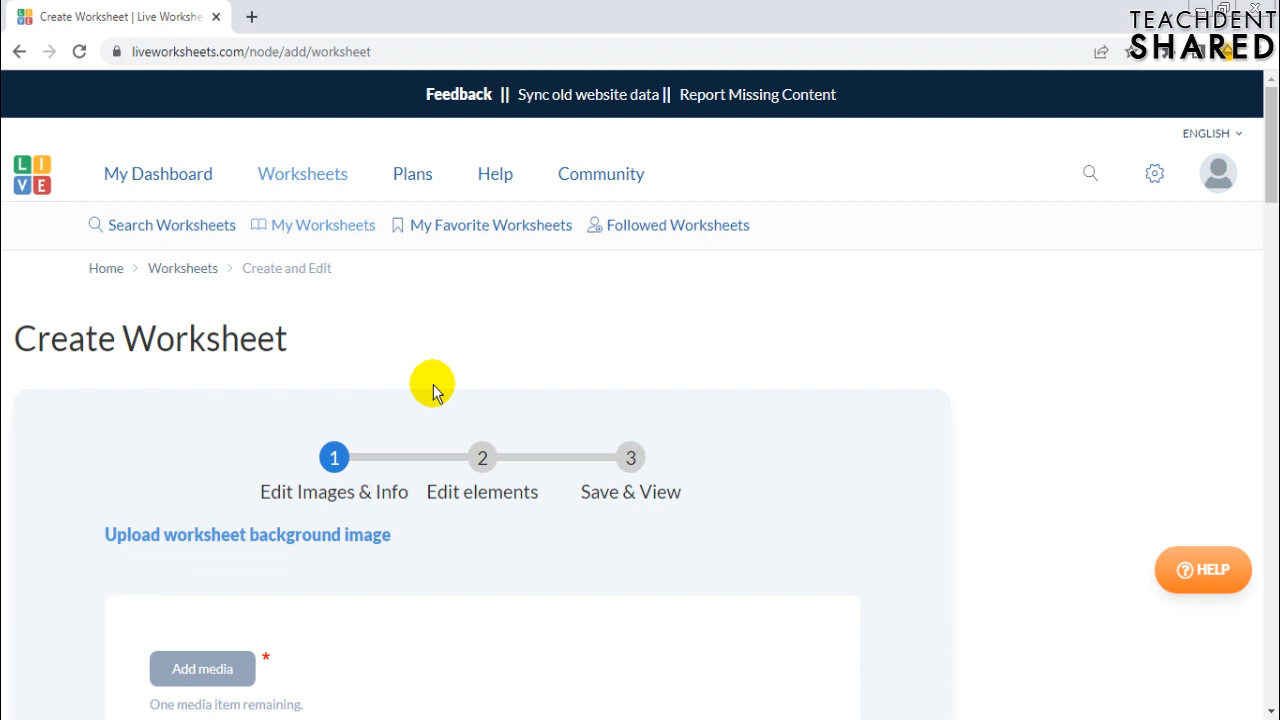 Create Worksheet | Live Workshe
TEACHDENT
SHARED
liveworksheets.com/node/add/worksheet
Feedback || Sync old website data || Report Missing Content
ENGLISH
LIVE
My Dashboard Worksheets Plans Help Community
Search Worksheets My Worksheets My Favorite Worksheets Followed Worksheets
Home Worksheets Create and Edit
Create Worksheet
1 2 3
Edit Images & Info Edit elements Save & View
Upload worksheet background image
? HELP
Add media *
One media item remaining.